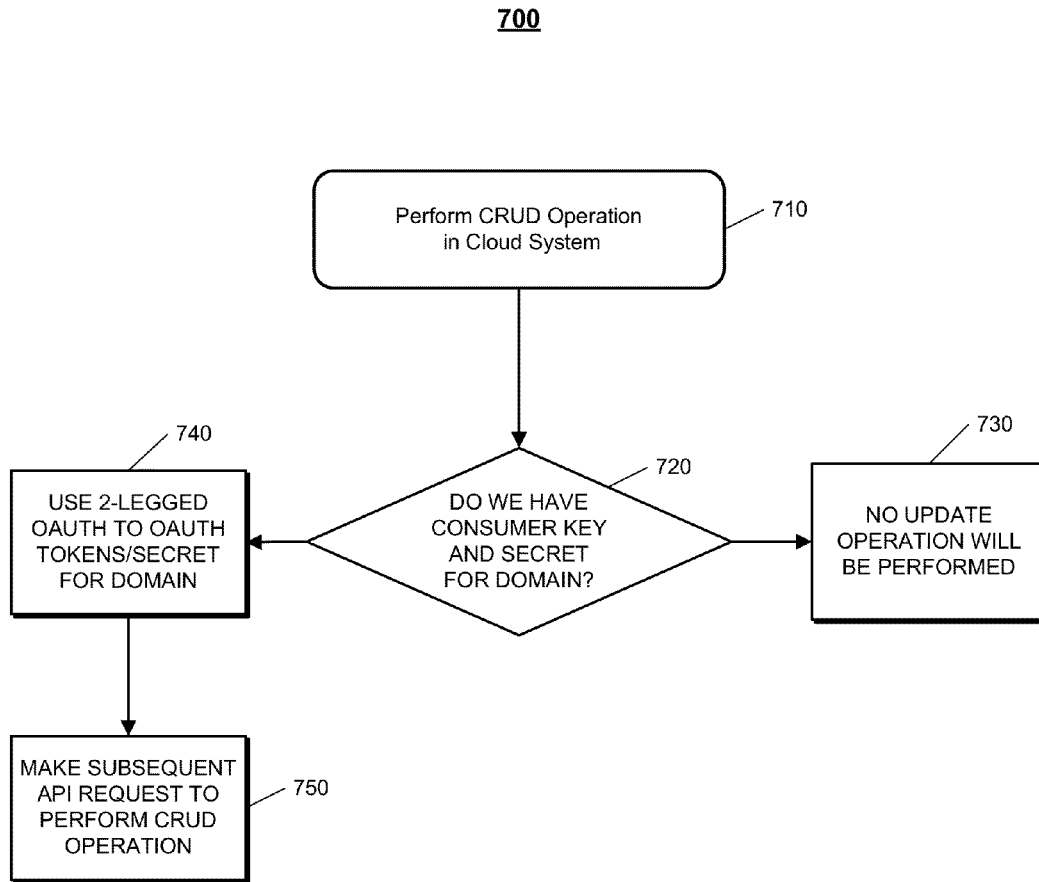 700
Perform CRUD Operation
in Cloud System
710
720
DO WE HAVE
CONSUMER KEY
AND SECRET
FOR DOMAIN?
730
NO UPDATE
OPERATION WILL
BE PERFORMED
740
USE 2-LEGGED
OAUTH TO OAUTH
TOKENS/SECRET
FOR DOMAIN
MAKE SUBSEQUENT
API REQUEST TO
PERFORM CRUD
OPERATION
750